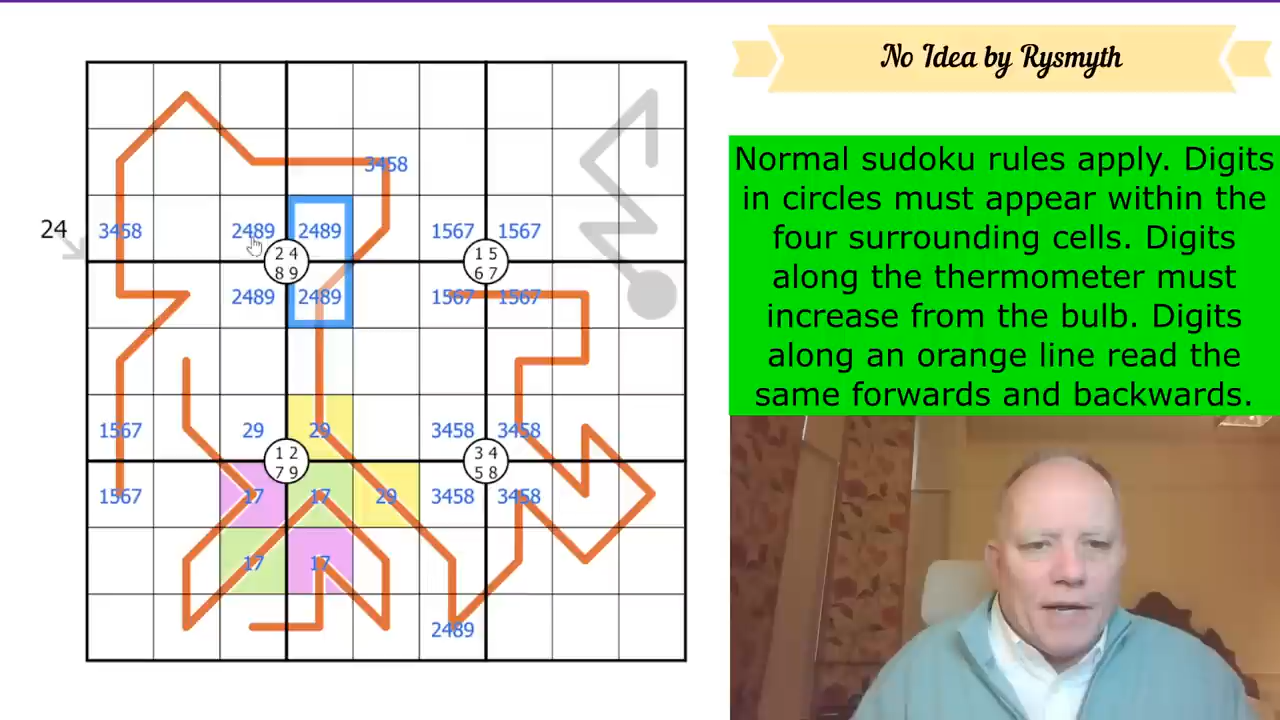 No Idea by Rysmyth
Normal sudoku rules apply. Digits
in circles must appear within the
four surrounding cells. Digits
along the thermometer must
increase from the bulb. Digits
along an orange line read the
same forwards and backwards.
3458
24 3458 2489 2489 1567 1567
2 4 1 5
8 9 6 7
2489 2489 1567 1567
1567 29 29 3458 3458
1 2 3 4
7 9 5 8
1567 17 17 29 3458 3458
17 17
2489